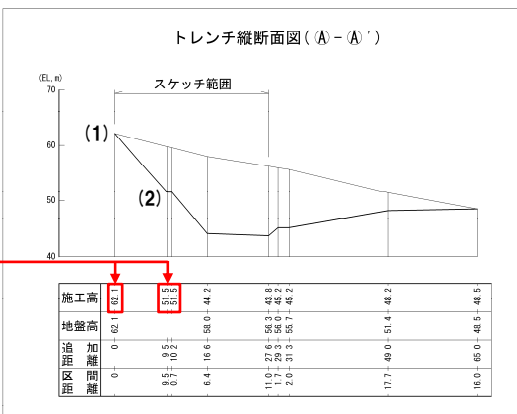 トレンチ縦断面図(Ⓐ-Ⓐ')
(EL,m)
スケッチ範囲
70
60
50
40
(1)
(2)
施工高 62.1 51.5 51.5 44.2 43.8 45.2 45.2 48.2 48.5
地盤高 62.1 58.0 56.3 56.0 55.7 51.4 48.5
追加距離 0 9.5 10.2 16.6 27.6 29.3 31.3 49.0 65.0
区間距離 0 9.5 0.7 6.4 11.0 1.7 2.0 17.7 16.0